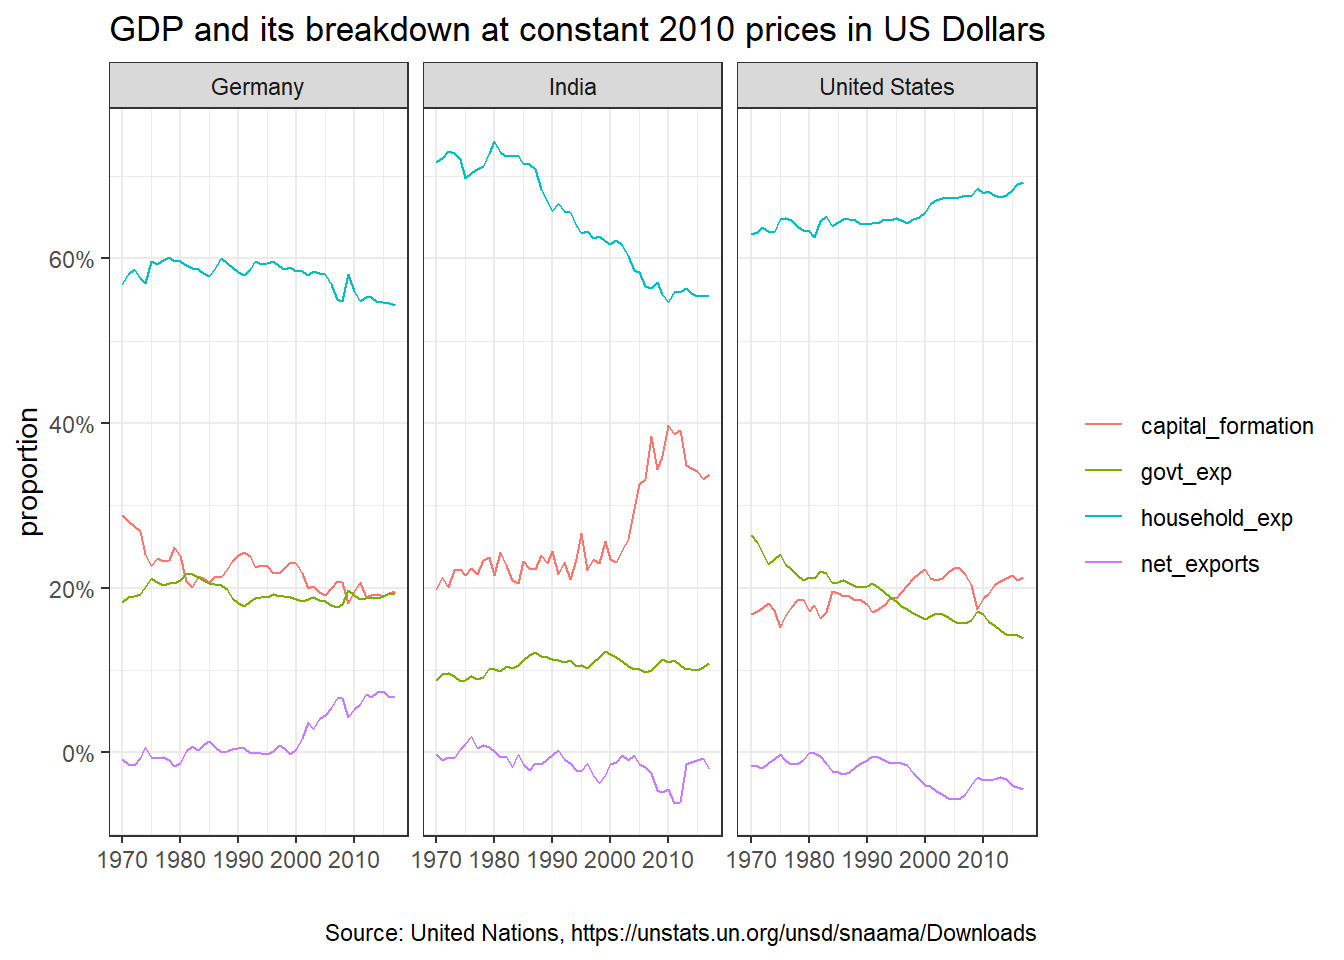 GDP and its breakdown at constant 2010 prices in US Dollars
Germany
India
United States
proportion
60%
40%
20%
0%
1970 1980 1990 2000 2010
1970 1980 1990 2000 2010
1970 1980 1990 2000 2010
capital_formation
govt_exp
household_exp
net_exports
Source: United Nations, https://unstats.un.org/unsd/snaama/Downloads